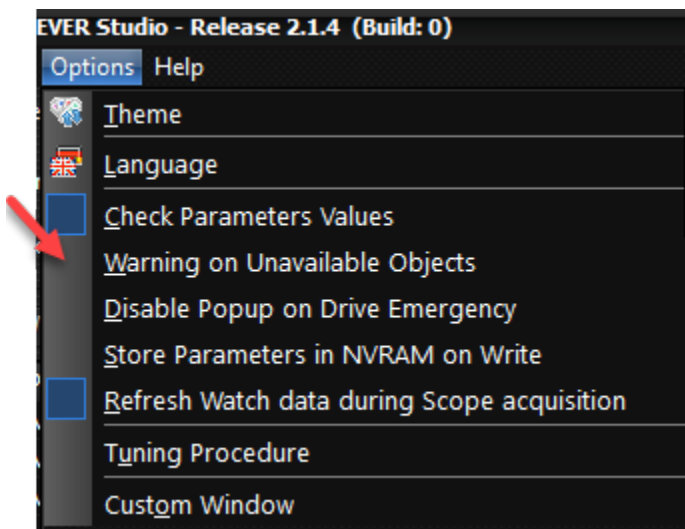 EVER Studio - Release 2.1.4 (Build: 0)
Options Help
Theme
Language
Check Parameters Values
Warning on Unavailable Objects
Disable Popup on Drive Emergency
Store Parameters in NVRAM on Write
Refresh Watch data during Scope acquisition
Tuning Procedure
Custom Window